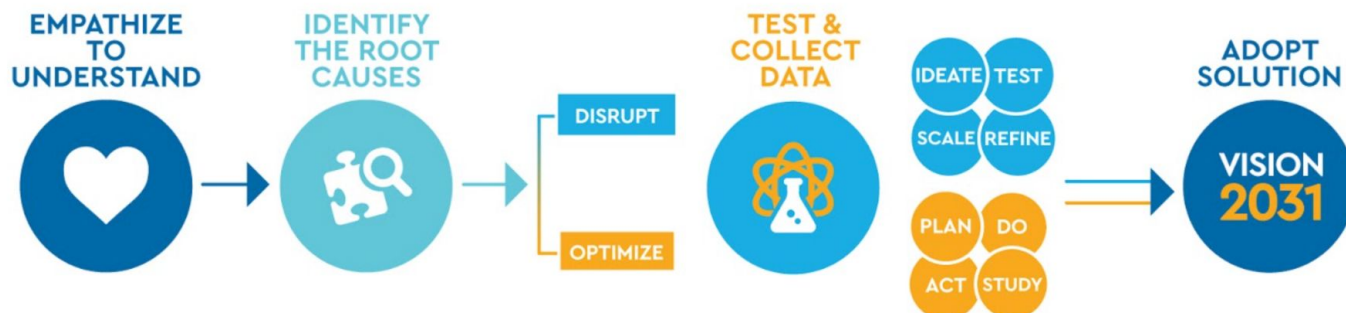 EMPATHIZE
TO
UNDERSTAND
IDENTIFY
THE ROOT
CAUSES
DISRUPT
OPTIMIZE
TEST &
COLLECT
DATA
IDEATE TEST
SCALE REFINE
PLAN DO
ACT STUDY
ADOPT
SOLUTION
VISION
2031